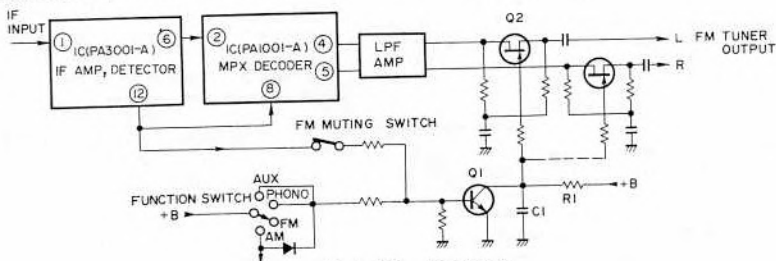 IF
INPUT
① IC(PA3001-A) ⑥
IF AMP, DETECTOR
⑫
② IC(PA1001-A) ④
MPX DECODER ⑤
⑧
LPF
AMP
Q2
L FM TUNER
OUTPUT
R
FM MUTING SWITCH
AUX
PHONO
FUNCTION SWITCH
+B
FM
AM
Q1
R1
+B
C1